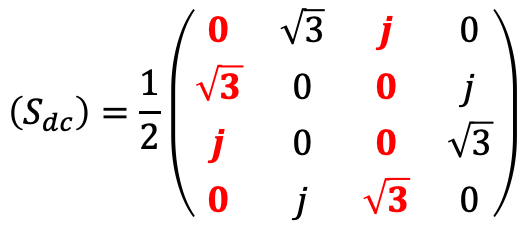 0 √3 j 0
√3 0 0 j
(S_dc) = 1/2
j 0 0 √3
0 j √3 0